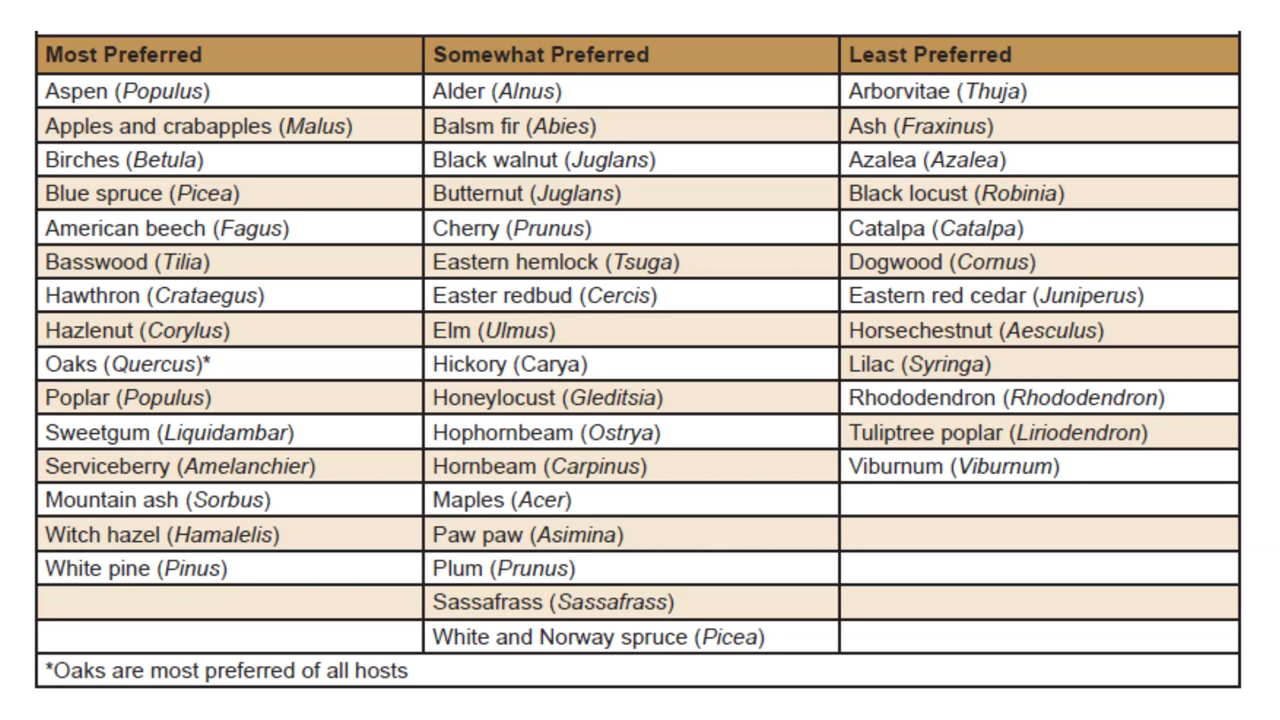 Most Preferred Somewhat Preferred Least Preferred
Aspen (Populus) Alder (Alnus) Arborvitae (Thuja)
Apples and crabapples (Malus) Balsm fir (Abies) Ash (Fraxinus)
Birches (Betula) Black walnut (Juglans) Azalea (Azalea)
Blue spruce (Picea) Butternut (Juglans) Black locust (Robinia)
American beech (Fagus) Cherry (Prunus) Catalpa (Catalpa)
Basswood (Tilia) Eastern hemlock (Tsuga) Dogwood (Cornus)
Hawthron (Crataegus) Easter redbud (Cercis) Eastern red cedar (Juniperus)
Hazlenut (Corylus) Elm (Ulmus) Horsechestnut (Aesculus)
Oaks (Quercus)* Hickory (Carya) Lilac (Syringa)
Poplar (Populus) Honeylocust (Gleditsia) Rhododendron (Rhododendron)
Sweetgum (Liquidambar) Hophornbeam (Ostrya) Tuliptree poplar (Liriodendron)
Serviceberry (Amelanchier) Hornbeam (Carpinus) Viburnum (Viburnum)
Mountain ash (Sorbus) Maples (Acer)
Witch hazel (Hamalelis) Paw paw (Asimina)
White pine (Pinus) Plum (Prunus)
Sassafrass (Sassafrass)
White and Norway spruce (Picea)
*Oaks are most preferred of all hosts